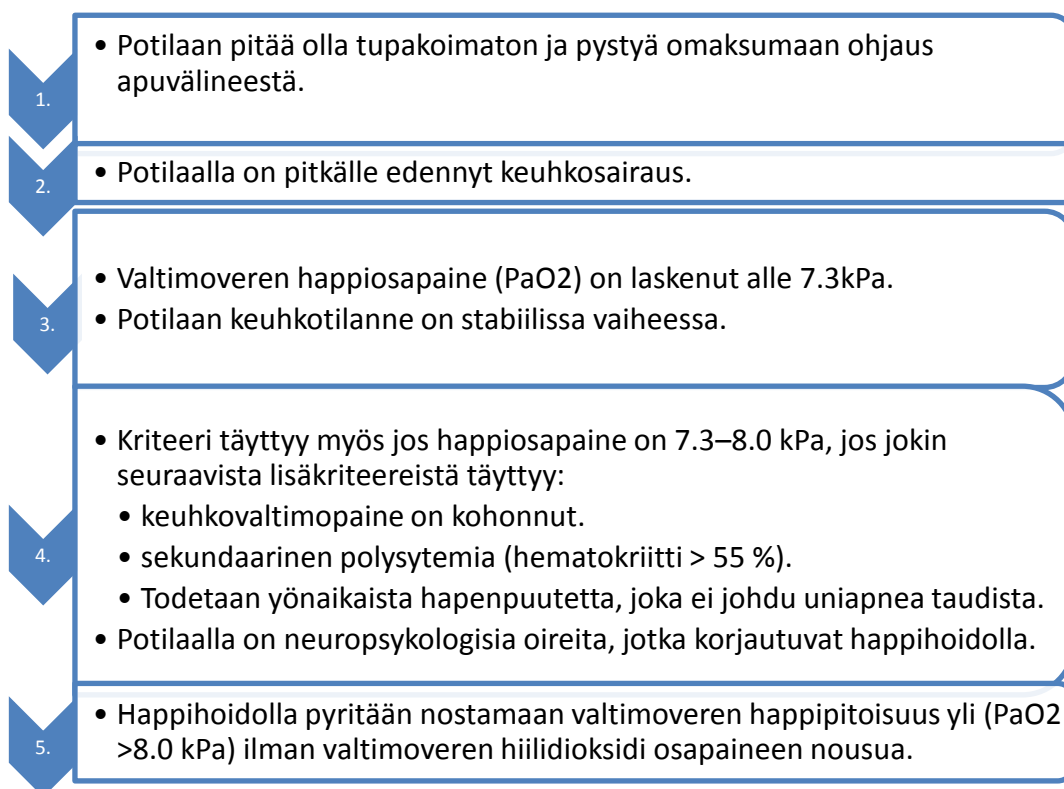 • Potilaan pitää olla tupakoimaton ja pystyä omaksumaan ohjaus
apuvälineestä.
1.
• Potilaalla on pitkälle edennyt keuhkosairaus.
2.
• Valtimoveren happiosapaine (PaO2) on laskenut alle 7.3kPa.
• Potilaan keuhkotilanne on stabiilissa vaiheessa.
3.
• Kriteeri täyttyy myös jos happiosapaine on 7.3–8.0 kPa, jos jokin
seuraavista lisäkriteereistä täyttyy:
• keuhkovaltimopaine on kohonnut.
• sekundaarinen polysytemia (hematokriitti > 55 %).
• Todetaan yönaikaista hapenpuutetta, joka ei johdu uniapnea taudista.
• Potilaalla on neuropsykologisia oireita, jotka korjautuvat happihoidolla.
4.
• Happihoidolla pyritään nostamaan valtimoveren happipitoisuus yli (PaO2
>8.0 kPa) ilman valtimoveren hiilidioksidi osapaineen nousua.
5.